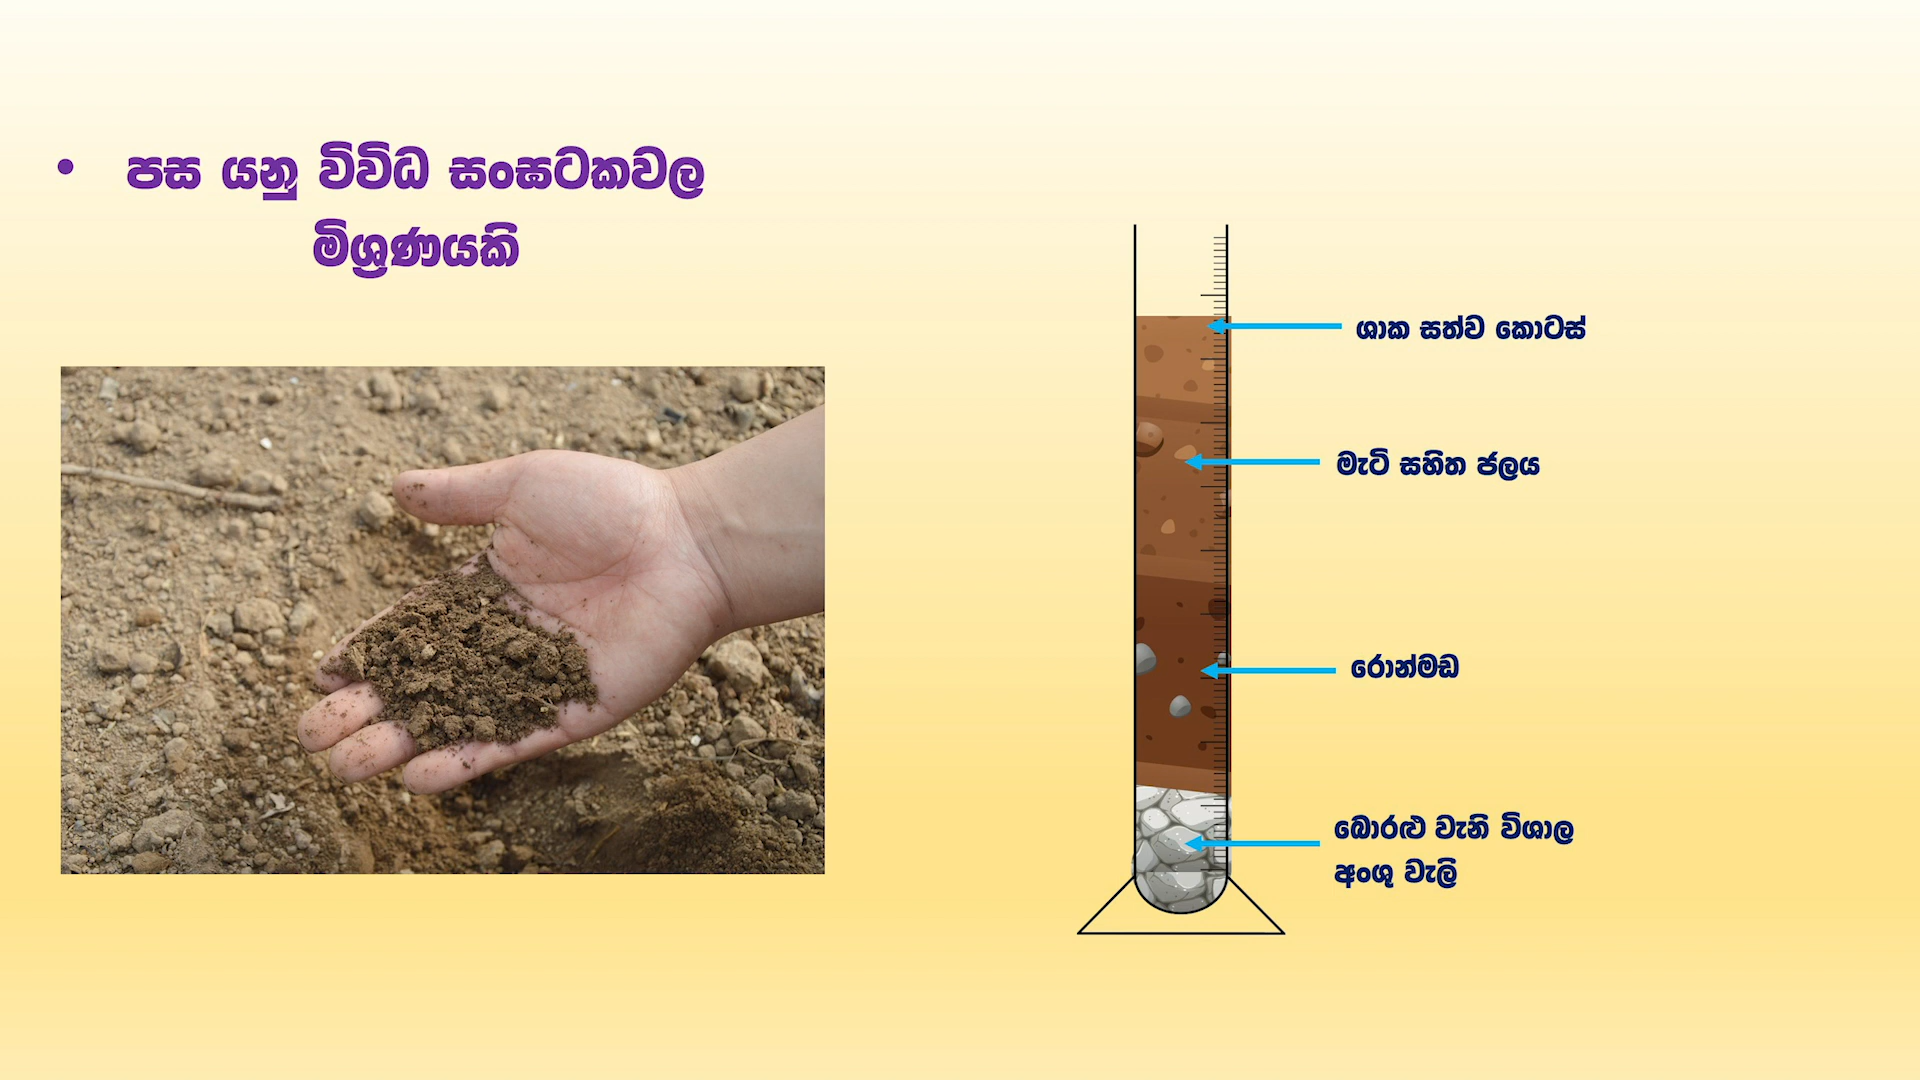 • පස යනු විවිධ සංඝටකවල
මිශ්‍රණයකි
ශාක සත්ව කොටස්
මැටි සහිත ජලය
රොන්මඩ
බොරළු වැනි විශාල
අංශු වැලි